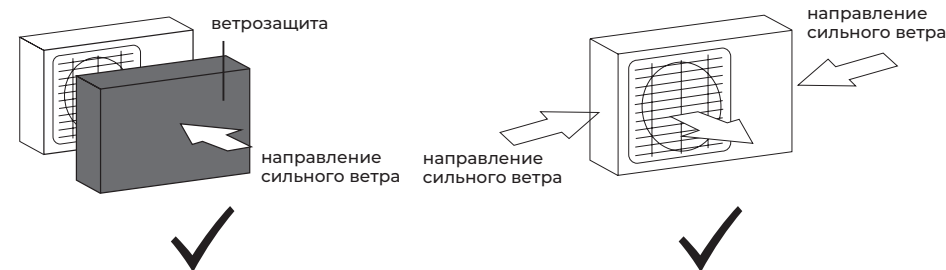 ветрозащита
направление
сильного ветра
направление
сильного ветра
направление
сильного ветра